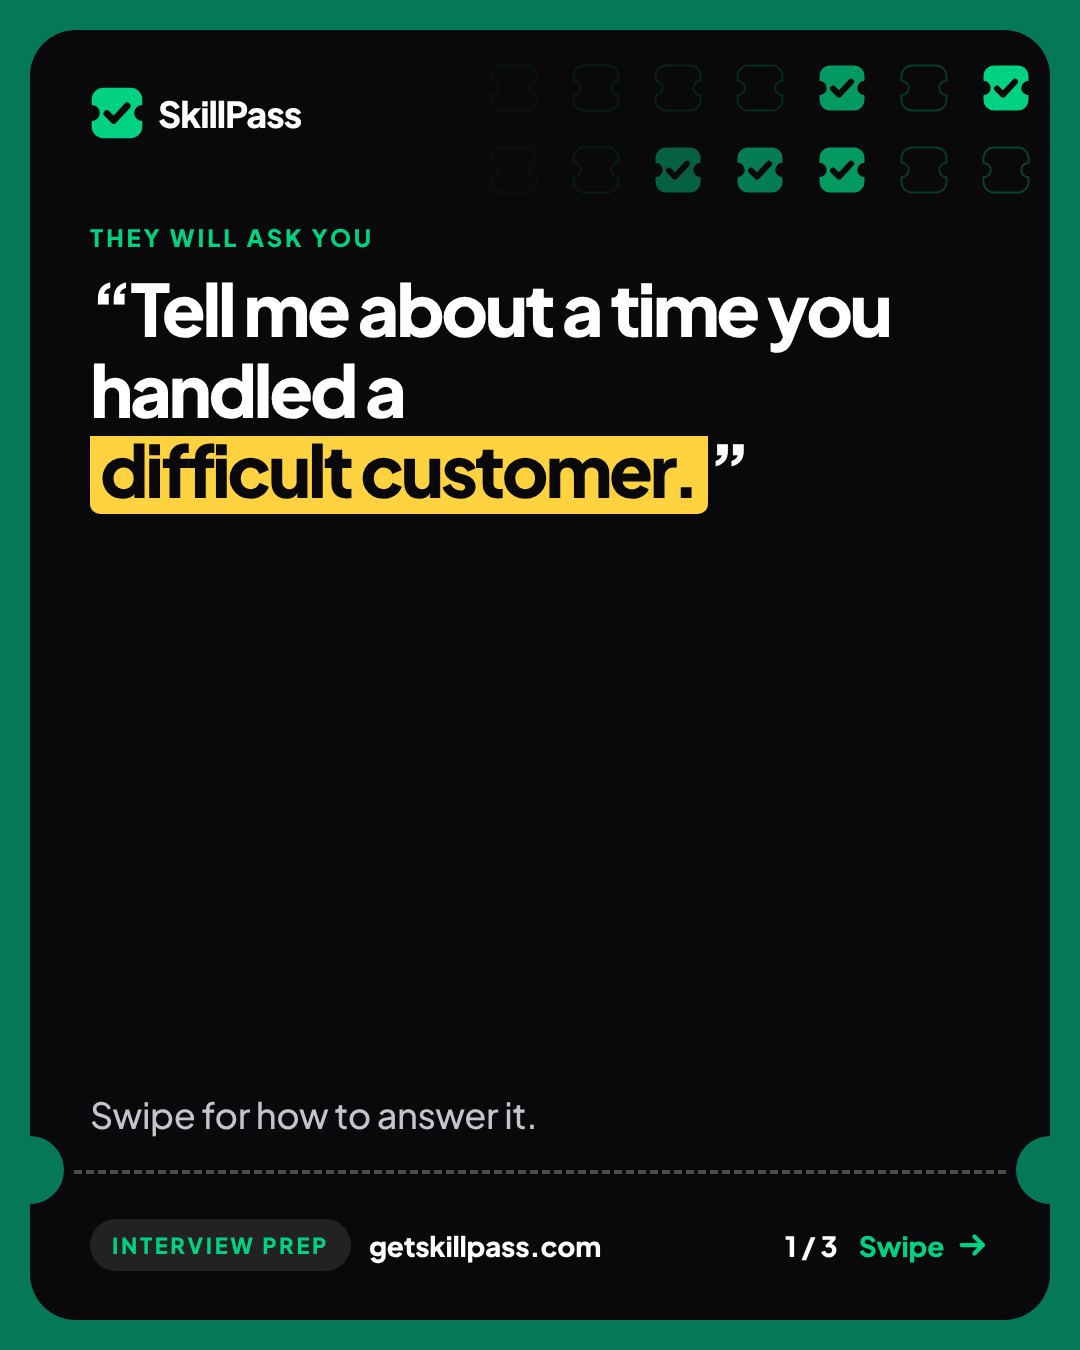 SkillPass
THEY WILL ASK YOU
“Tell me about a time you
handled a
difficult customer.”
Swipe for how to answer it.
INTERVIEW PREP getskillpass.com 1 / 3 Swipe →